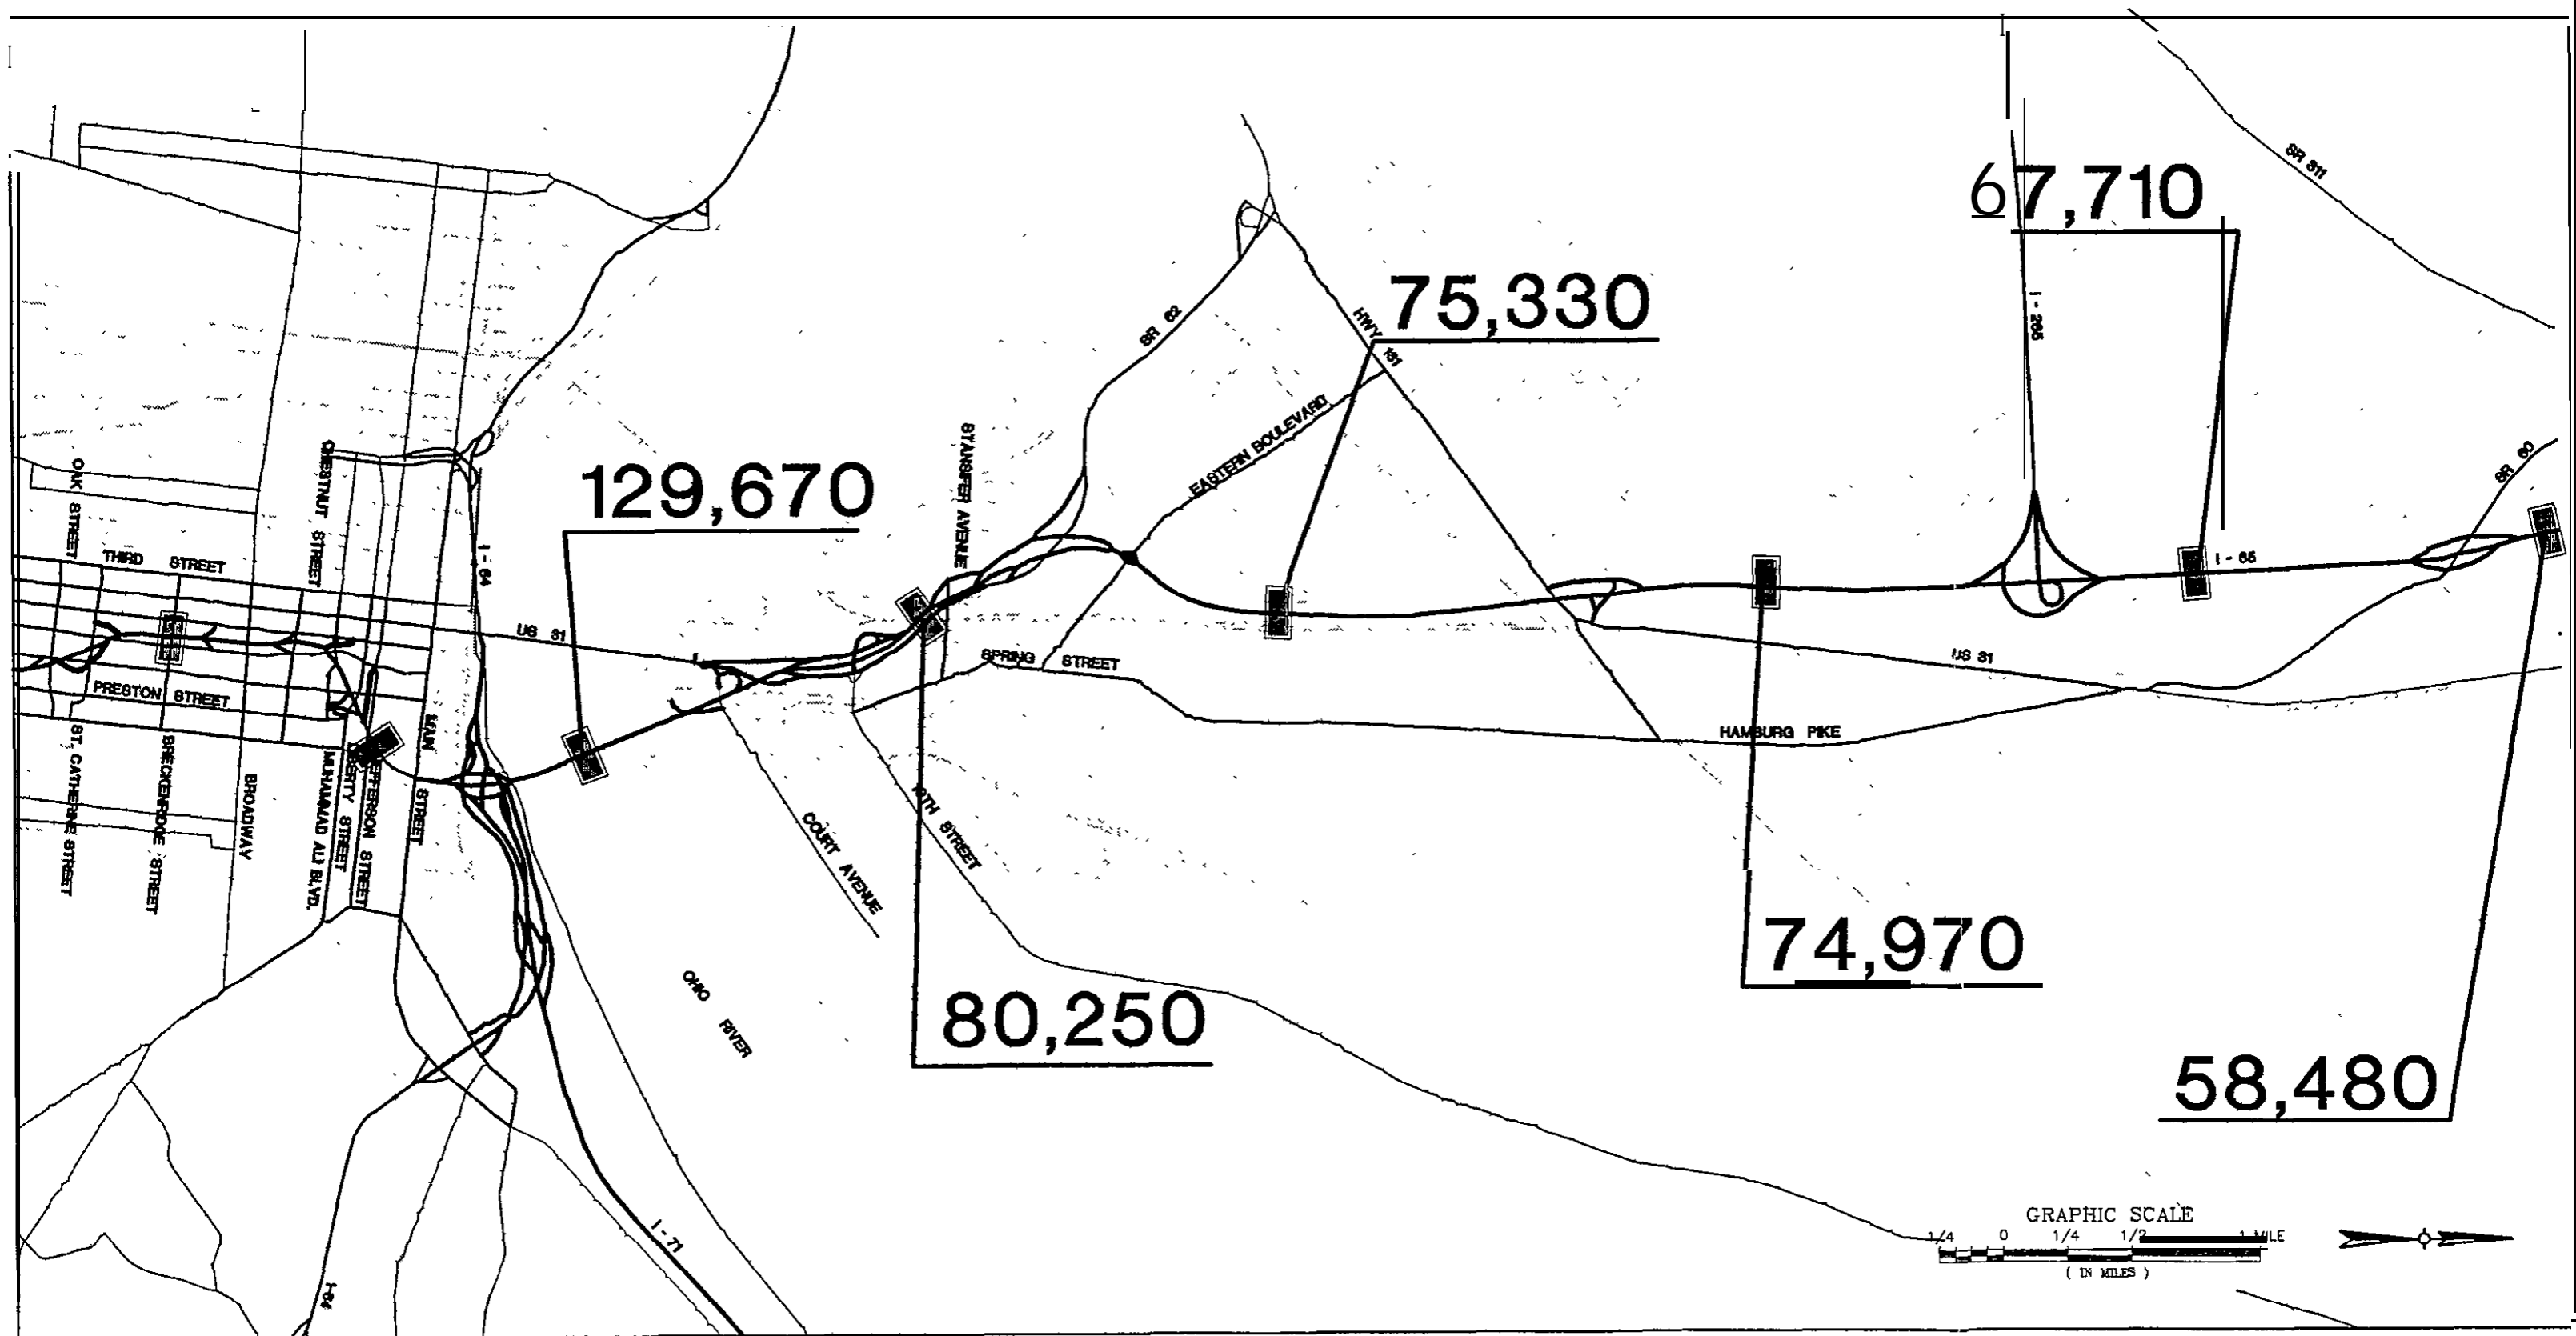 SR 311
67,710
75,330
HWY 131
I - 265
SR 62
EASTERN BOULEVARD
SR 60
129,670
STANSIFER AVENUE
CHESTNUT STREET
OAK STREET
THIRD STREET
I - 64
I - 65
US 31
SPRING STREET
US 31
PRESTON STREET
HAMBURG PIKE
MAIN STREET
ST. CATHERINE STREET
BRECKENRIDGE STREET
BROADWAY
MUHAMMAD ALI BLVD.
LIBERTY STREET
JEFFERSON STREET
COURT AVENUE
10TH STREET
74,970
OHIO RIVER
80,250
58,480
I - 71
I-64
GRAPHIC SCALE
1/4 0 1/4 1/2 1 MILE
( IN MILES )